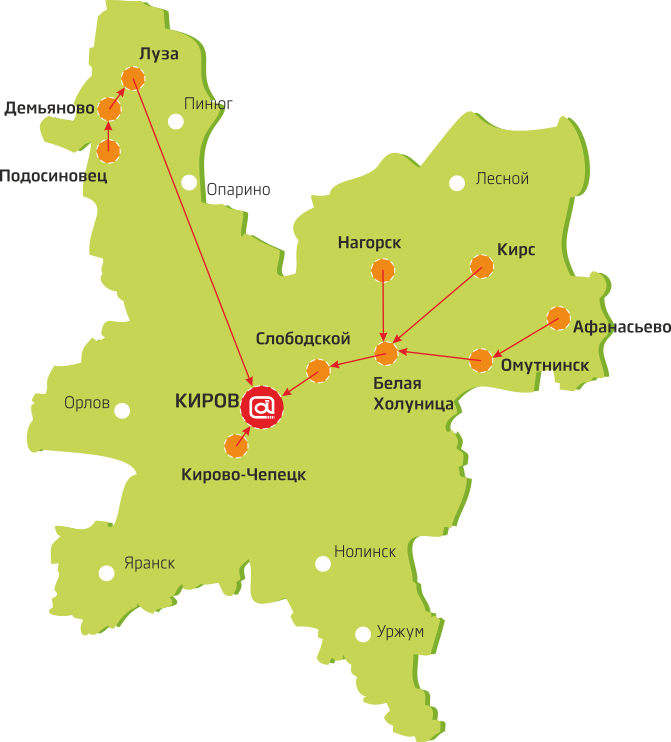 Луза
Демьяново
Пинюг
Подосиновец
Опарино
Лесной
Нагорск
Кирс
Афанасьево
Слободской
Омутнинск
Белая
Холуница
КИРОВ
@
Орлов
Кирово-Чепецк
Яранск
Нолинск
Уржум